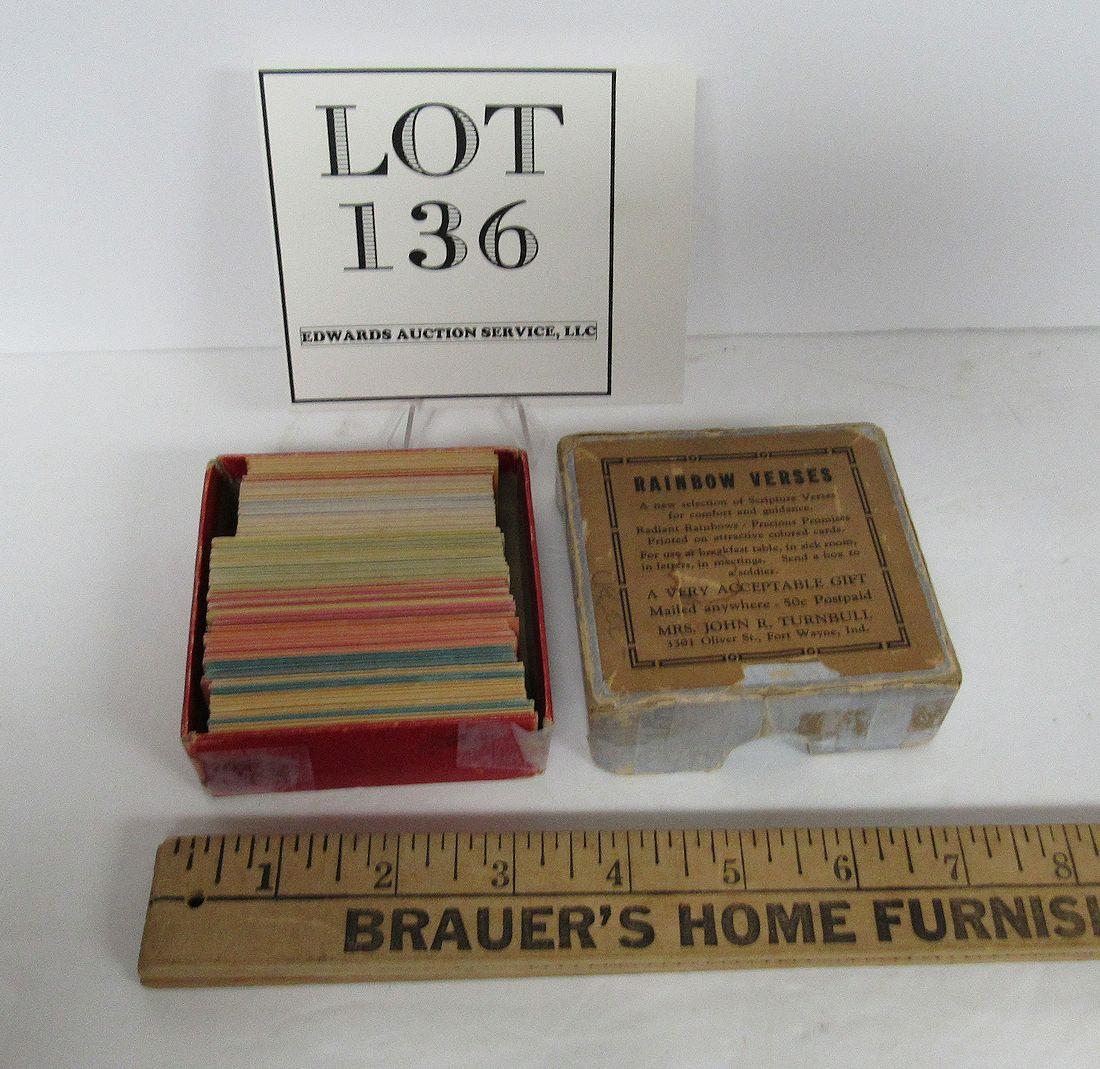 LOT
136
EDWARDS AUCTION SERVICE, LLC
RAINBOW VERSES
A new selection of Scripture Verses
for comfort and guidance.
Radiant Rainbows - Precious Promises
Printed on attractive colored cards.
For use at breakfast table, in sick room,
in letters, in meetings. Send a box to
a soldier.
A VERY ACCEPTABLE GIFT
Mailed anywhere - 50c Postpaid
MRS. JOHN R. TURNBULL
3301 Oliver St., Fort Wayne, Ind.
1 2 3 4 5 6 7 8
BRAUER'S HOME FURNISH